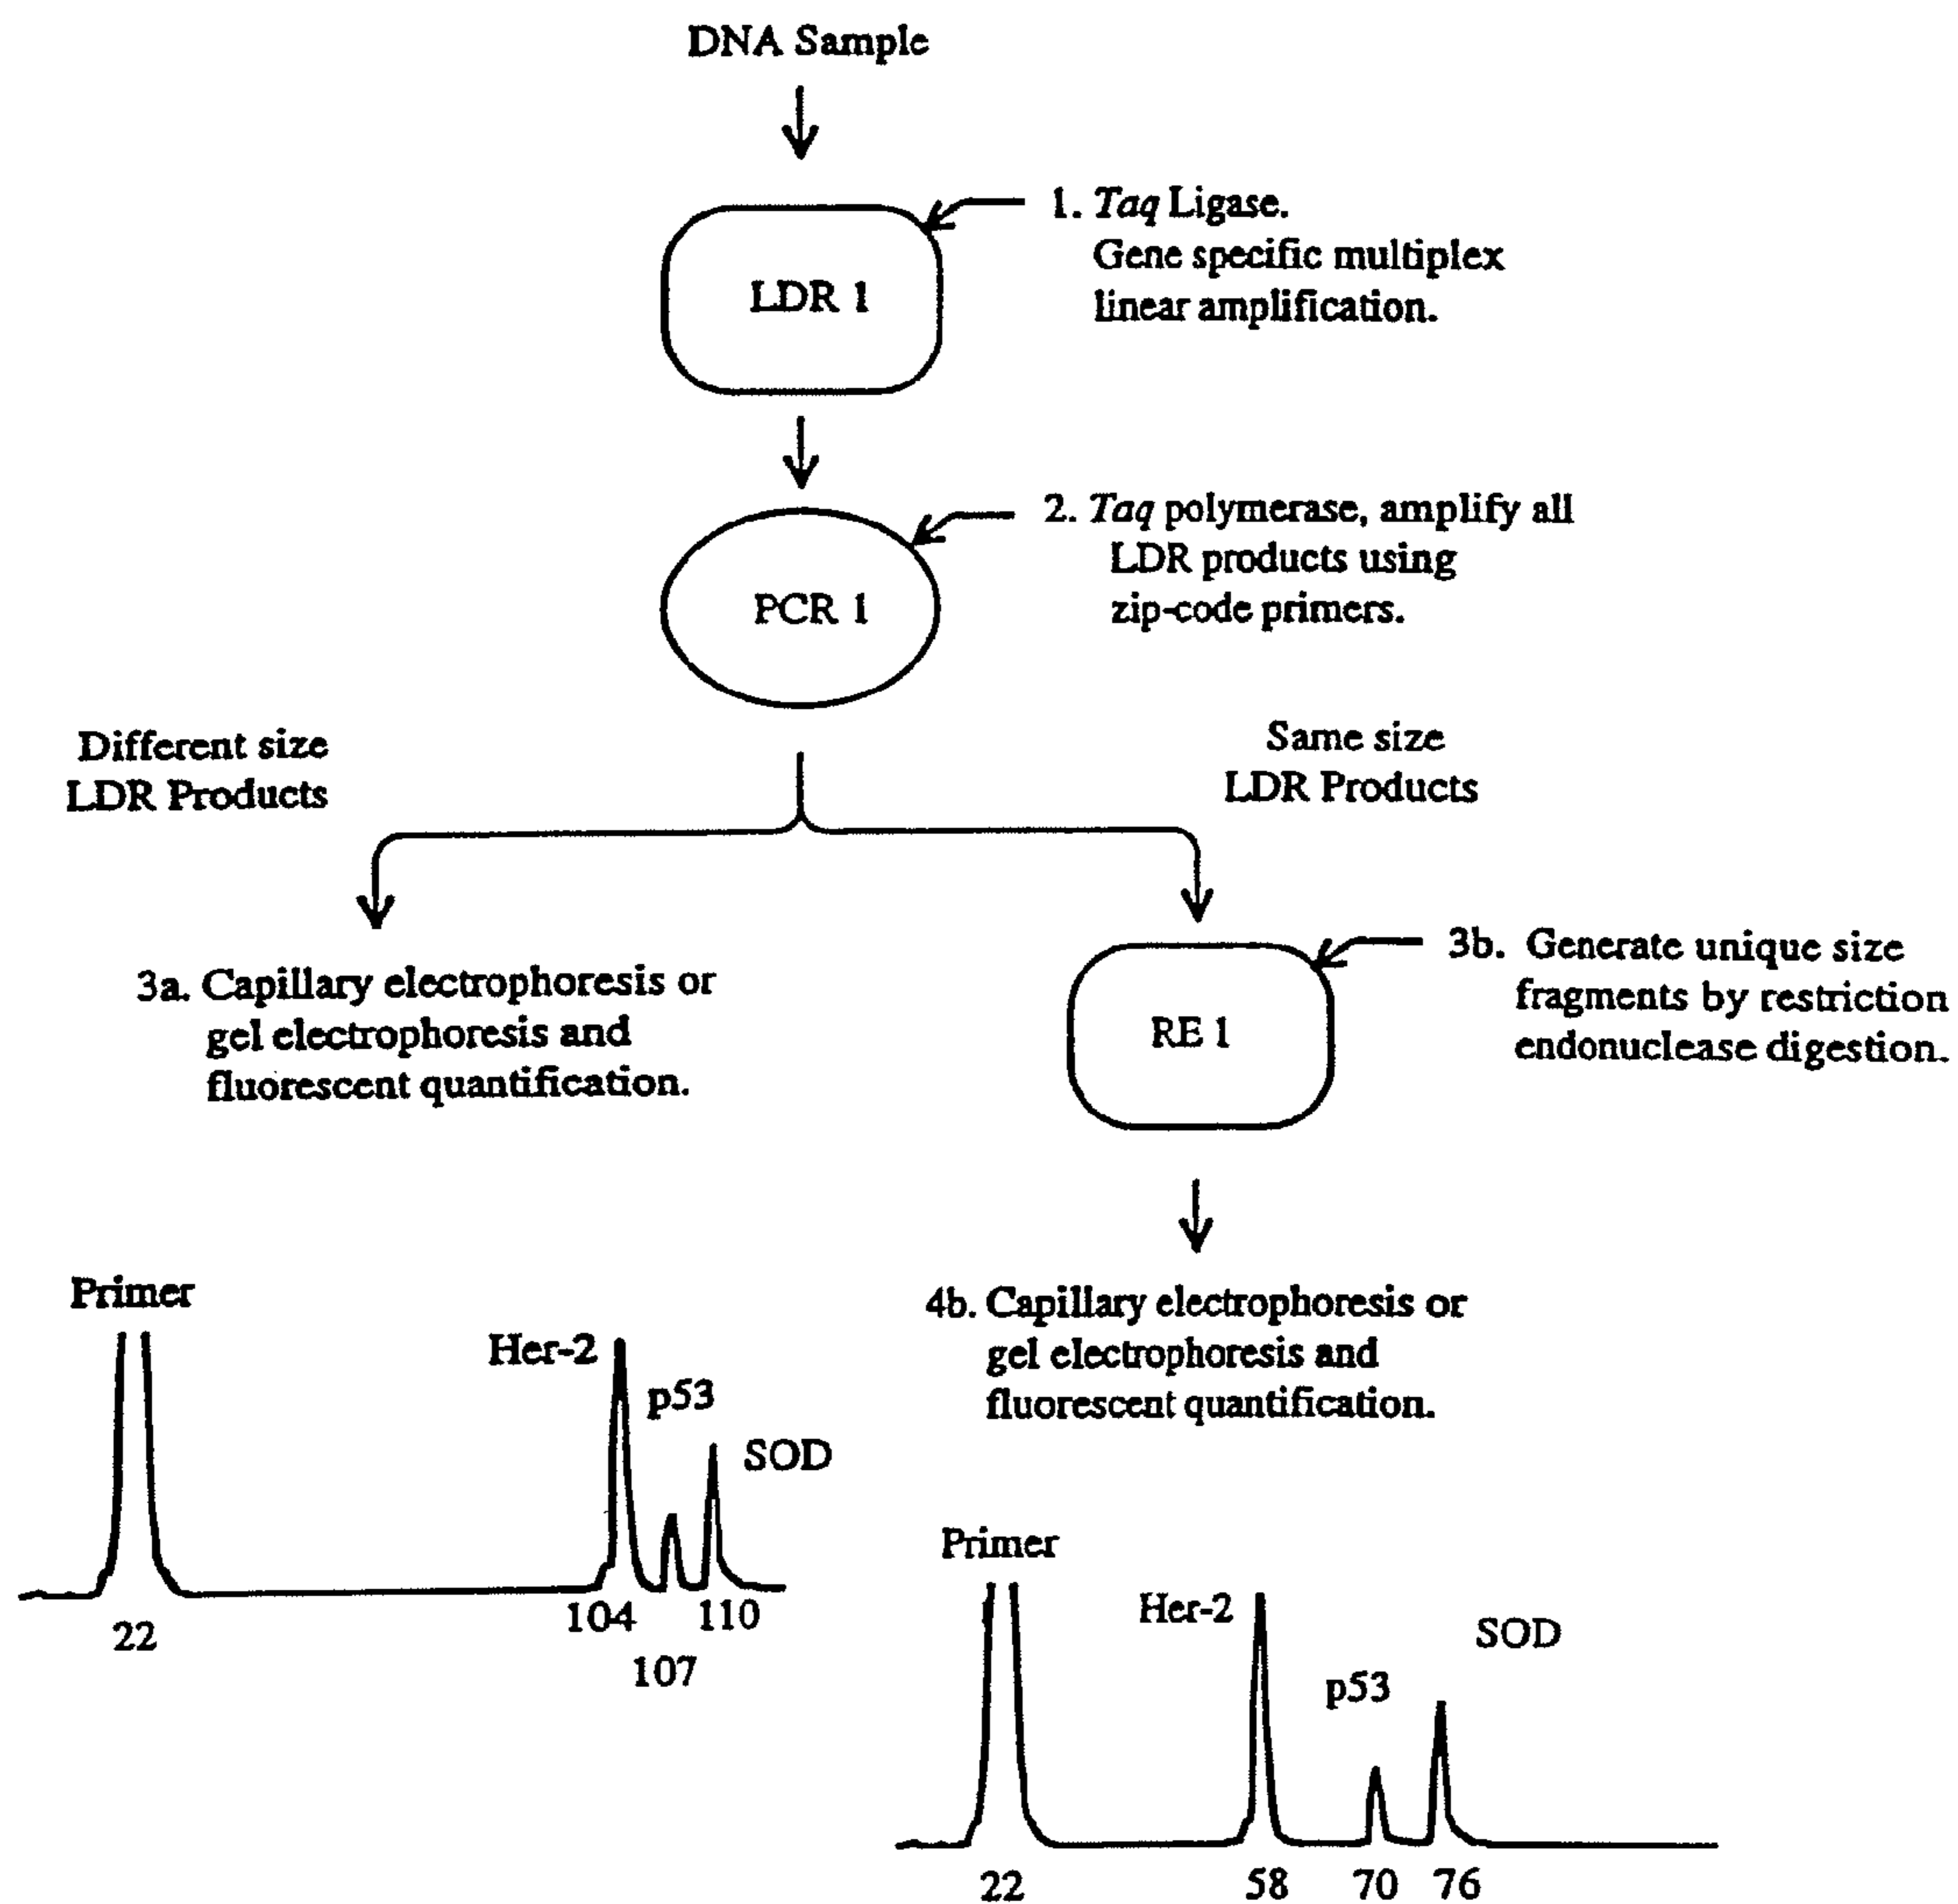 DNA Sample
1. Taq Ligase.
Gene specific multiplex
linear amplification.
LDR 1
2. Taq polymerase, amplify all
LDR products using
zip-code primers.
PCR 1
Different size
LDR Products
Same size
LDR Products
3a. Capillary electrophoresis or
gel electrophoresis and
fluorescent quantification.
3b. Generate unique size
fragments by restriction
endonuclease digestion.
RE 1
4b. Capillary electrophoresis or
gel electrophoresis and
fluorescent quantification.
Primer
Her-2
p53
SOD
22
104
107
110
Primer
Her-2
p53
SOD
22
58
70
76